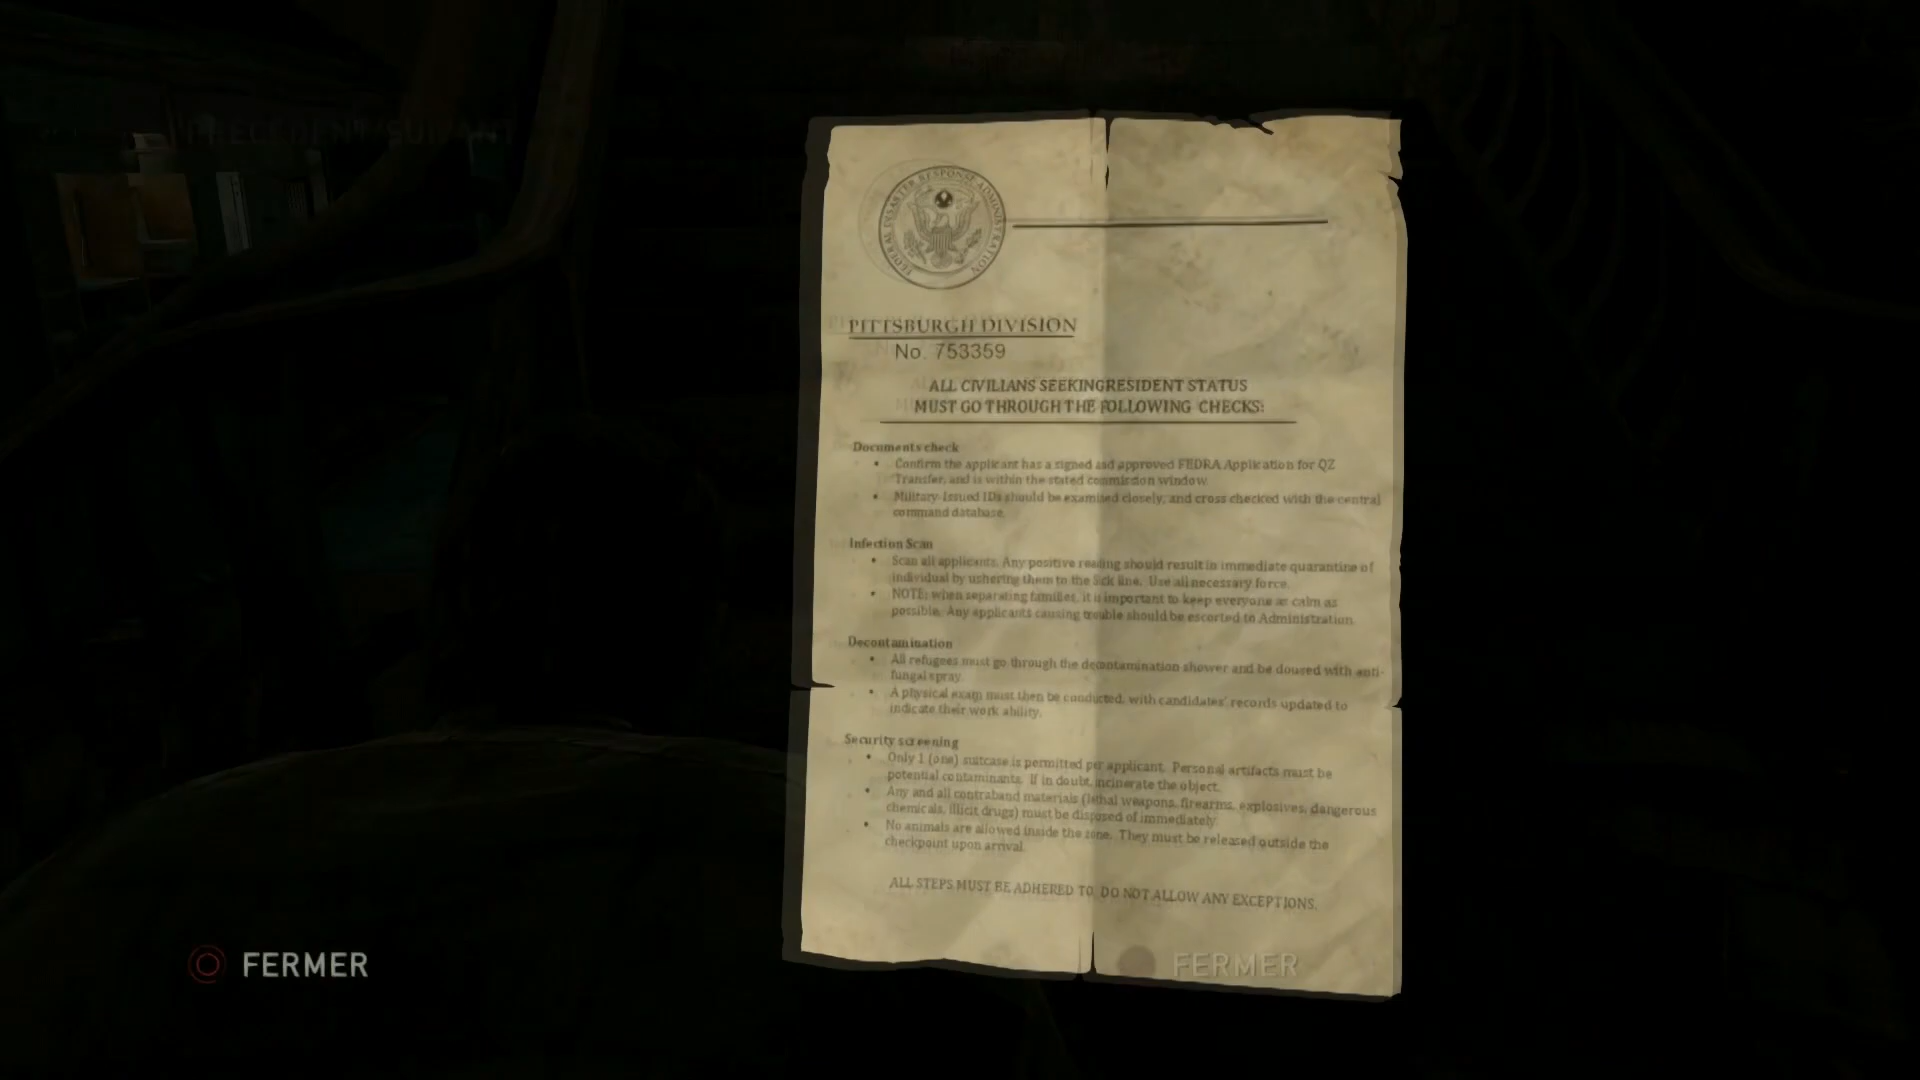 PRECEDENT/SUIVANT
FEDERAL DISASTER RESPONSE ADMINISTRATION
PITTSBURGH DIVISION
No. 753359
ALL CIVILIANS SEEKINGRESIDENT STATUS
MUST GO THROUGH THE FOLLOWING CHECKS:
Documents check
• Confirm the applicant has a signed and approved FEDRA Application for QZ
Transfer, and is within the stated commission window.
• Military-issued IDs should be examined closely, and cross checked with the central
command database.
Infection Scan
• Scan all applicants. Any positive reading should result in immediate quarantine of
individual by ushering them to the Sick line. Use all necessary force.
• NOTE: when separating families, it is important to keep everyone as calm as
possible. Any applicants causing trouble should be escorted to Administration.
Decontamination
• All refugees must go through the decontamination shower and be doused with anti-
fungal spray.
• A physical exam must then be conducted, with candidates' records updated to
indicate their work ability.
Security screening
• Only 1 (one) suitcase is permitted per applicant. Personal artifacts must be
potential contaminants. If in doubt, incinerate the object.
• Any and all contraband materials (lethal weapons, firearms, explosives, dangerous
chemicals, illicit drugs) must be disposed of immediately.
• No animals are allowed inside the zone. They must be released outside the
checkpoint upon arrival.
ALL STEPS MUST BE ADHERED TO. DO NOT ALLOW ANY EXCEPTIONS.
FERMER
FERMER